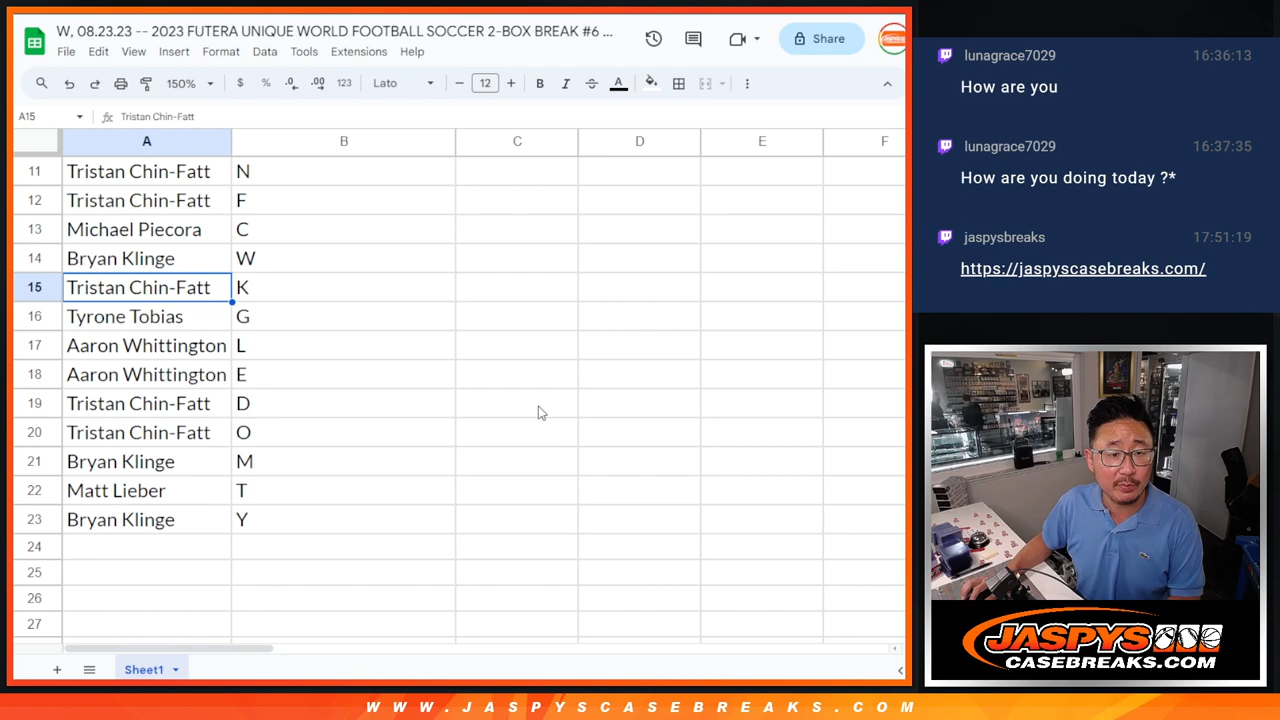 W, 08.23.23 -- 2023 FUTERA UNIQUE WORLD FOOTBALL SOCCER 2-BOX BREAK #6 ...
File Edit View Insert Format Data Tools Extensions Help
Share
150% $ % .0 .00 123 Lato 12 B I S A
A15 fx Tristan Chin-Fatt
A B C D E F
11 Tristan Chin-Fatt N
12 Tristan Chin-Fatt F
13 Michael Piecora C
14 Bryan Klinge W
15 Tristan Chin-Fatt K
16 Tyrone Tobias G
17 Aaron Whittington L
18 Aaron Whittington E
19 Tristan Chin-Fatt D
20 Tristan Chin-Fatt O
21 Bryan Klinge M
22 Matt Lieber T
23 Bryan Klinge Y
24
25
26
27
Sheet1
lunagrace7029 16:36:13
How are you
lunagrace7029 16:37:35
How are you doing today ?*
jaspysbreaks 17:51:19
https://jaspyscasebreaks.com/
JASPYS
CASEBREAKS.COM
WWW.JASPYSCASEBREAKS.COM